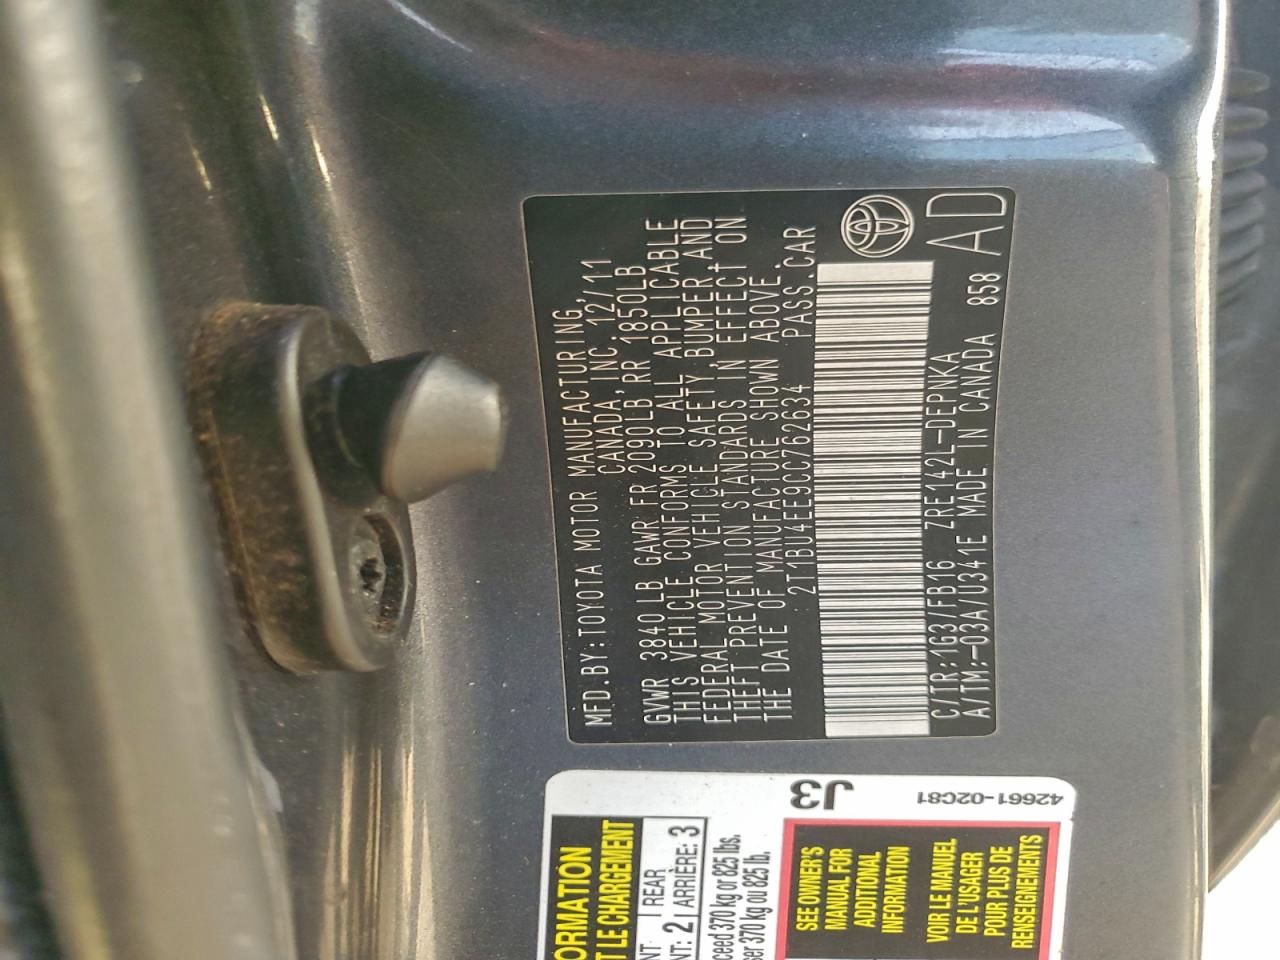 MFD.BY:TOYOTA MOTOR MANUFACTURING,
CANADA,INC. 12/11
GVWR 3840LB GAWR FR 2090LB,RR 1850LB
THIS VEHICLE CONFORMS TO ALL APPLICABLE
FEDERAL MOTOR VEHICLE SAFETY,BUMPER,AND
THEFT PREVENTION STANDARDS IN EFFECT ON
THE DATE OF MANUFACTURE SHOWN ABOVE.
2T1BU4EE9CC762634 PASS.CAR
C/TR:1G3/FB16 ZRE142L-DEPNKA
A/TM:-03A/U341E MADE IN CANADA 858
AD
J3
42661-02C81
ORMATION
T LE CHARGEMENT
NT 2 REAR 3
NT: ARRIÈRE:
ceed 370 kg or 825 lbs.
ser 370 kg ou 825 lb.
SEE OWNER'S
MANUAL FOR
ADDITIONAL
INFORMATION
VOIR LE MANUEL
DE L'USAGER
POUR PLUS DE
RENSEIGNEMENTS